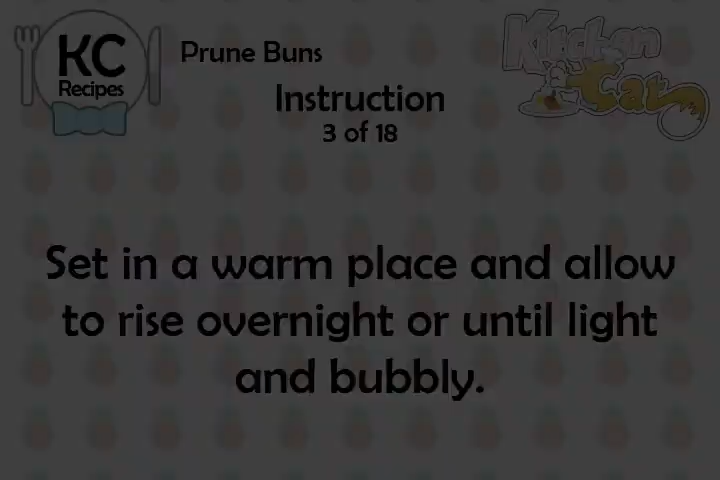 KC
Recipes
Prune Buns
Kitchen
Cat
Instruction
3 of 18
Set in a warm place and allow
to rise overnight or until light
and bubbly.